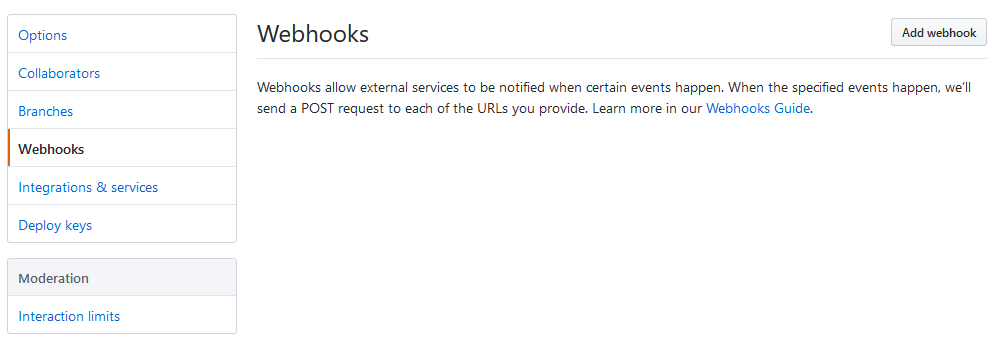 Options
Collaborators
Branches
Webhooks
Integrations & services
Deploy keys
Moderation
Interaction limits
Webhooks
Add webhook
Webhooks allow external services to be notified when certain events happen. When the specified events happen, we’ll
send a POST request to each of the URLs you provide. Learn more in our Webhooks Guide.